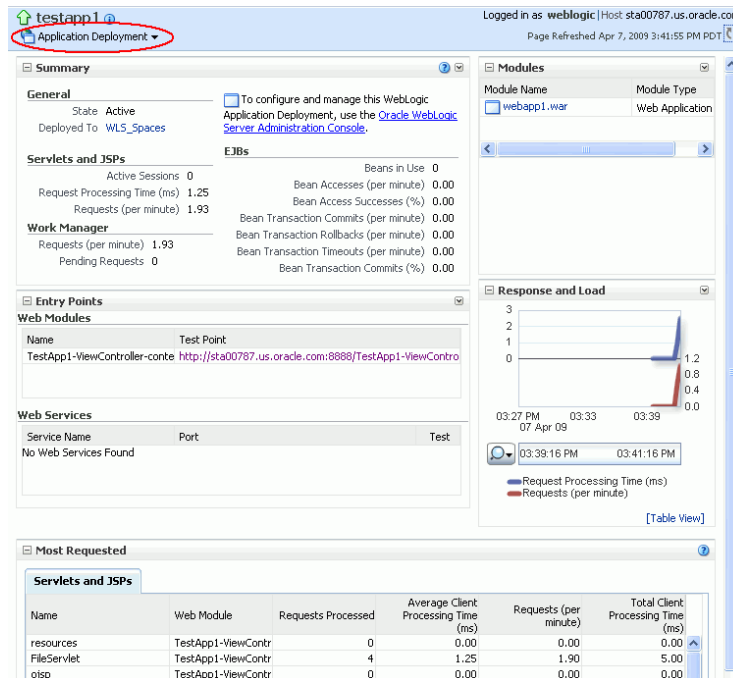 testapp1
Logged in as weblogic|Host sta00787.us.oracle.co
Application Deployment
Page Refreshed Apr 7, 2009 3:41:55 PM PDT
Summary
General
State Active
Deployed To WLS_Spaces
To configure and manage this WebLogic
Application Deployment, use the Oracle WebLogic
Server Administration Console.
Servlets and JSPs
Active Sessions 0
Request Processing Time (ms) 1.25
Requests (per minute) 1.93
Work Manager
Requests (per minute) 1.93
Pending Requests 0
EJBs
Beans in Use 0
Bean Accesses (per minute) 0.00
Bean Access Successes (%) 0.00
Bean Transaction Commits (per minute) 0.00
Bean Transaction Rollbacks (per minute) 0.00
Bean Transaction Timeouts (per minute) 0.00
Bean Transaction Commits (%) 0.00
Modules
Module Name Module Type
webapp1.war Web Application
Entry Points
Web Modules
Name Test Point
TestApp1-ViewController-conte http://sta00787.us.oracle.com:8888/TestApp1-ViewContro
Web Services
Service Name Port Test
No Web Services Found
Response and Load
3
2
1
0
1.2
0.8
0.4
0.0
03:27 PM 03:33 03:39
07 Apr 09
03:39:16 PM 03:41:16 PM
Request Processing Time (ms)
Requests (per minute)
[Table View]
Most Requested
Servlets and JSPs
Name Web Module Requests Processed Average Client Processing Time (ms) Requests (per minute) Total Client Processing Time (ms)
resources TestApp1-ViewContr 0 0.00 0.00 0.00
FileServlet TestApp1-ViewContr 4 1.25 1.90 5.00
ojsp TestApp1-ViewContr 0 0.00 0.00 0.00